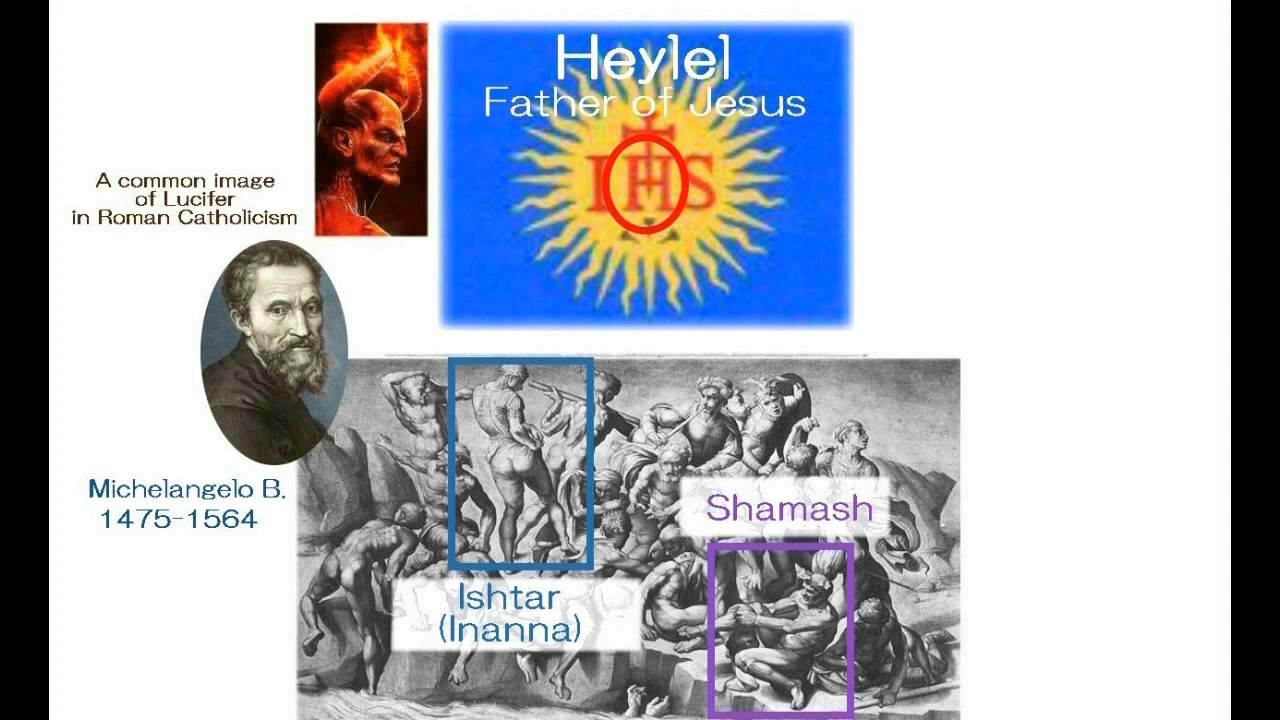 Heylel
Father of Jesus
IHS
A common image
of Lucifer
in Roman Catholicism
Michelangelo B.
1475-1564
Shamash
Ishtar
(Inanna)